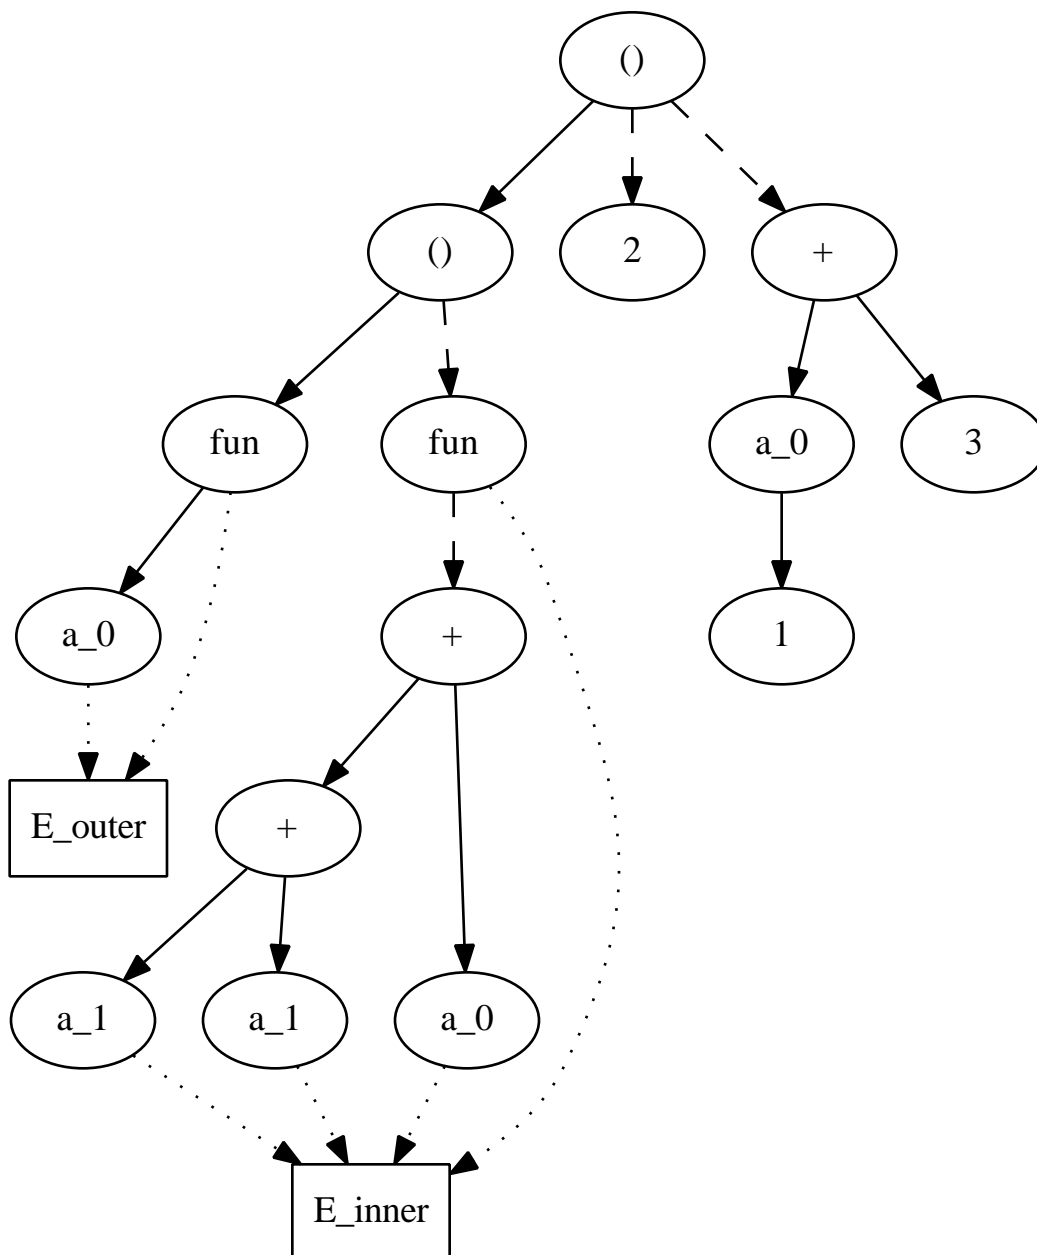 ()
() 2 +
fun fun a_0 3
a_0 + 1
E_outer +
a_1 a_1 a_0
E_inner